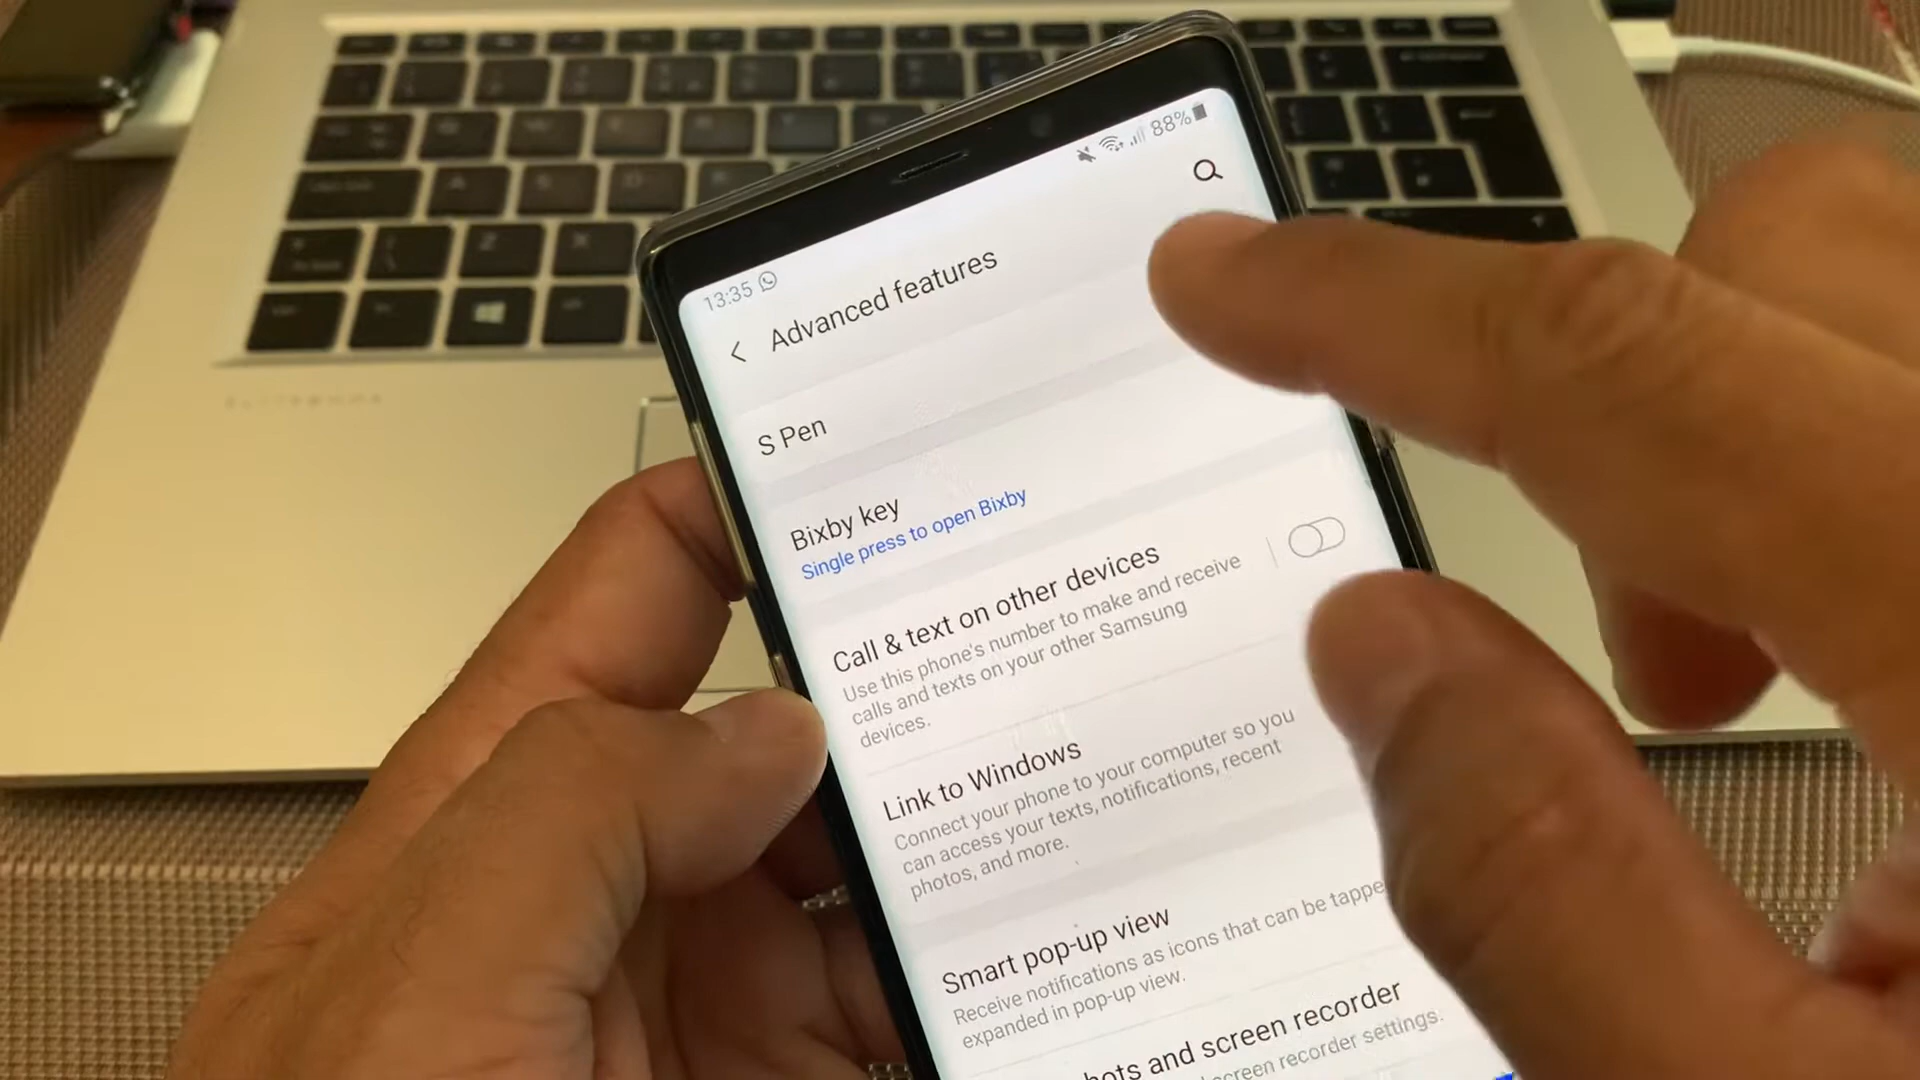 88%
13:35
Advanced features
S Pen
Bixby key
Single press to open Bixby
Call & text on other devices
Use this phone's number to make and receive
calls and texts on your other Samsung
devices.
Link to Windows
Connect your phone to your computer so you
can access your texts, notifications, recent
photos, and more.
Smart pop-up view
Receive notifications as icons that can be
expanded in pop-up view.
and screen recorder
screen recorder settings.
Z
X